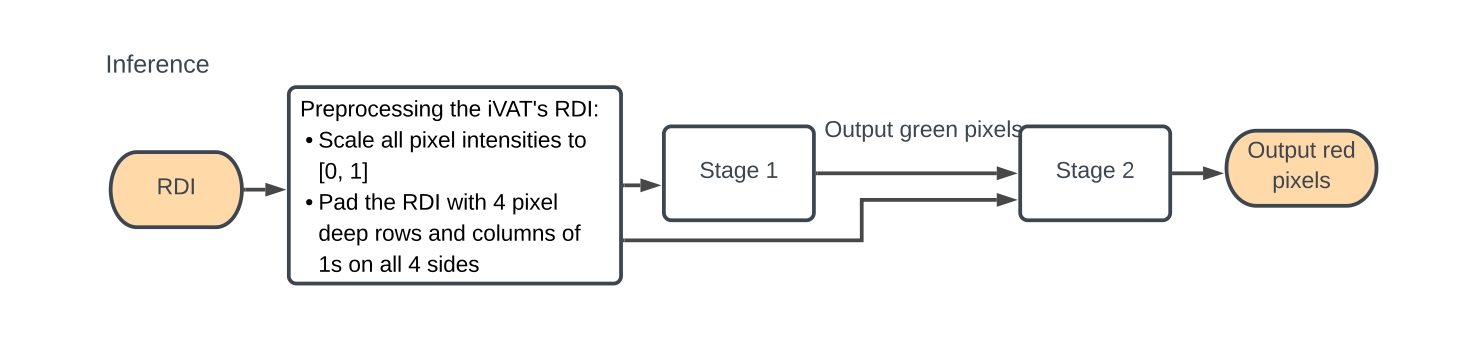 Inference
RDI
Preprocessing the iVAT's RDI:
• Scale all pixel intensities to
[0, 1]
• Pad the RDI with 4 pixel
deep rows and columns of
1s on all 4 sides
Stage 1
Output green pixels
Stage 2
Output red
pixels